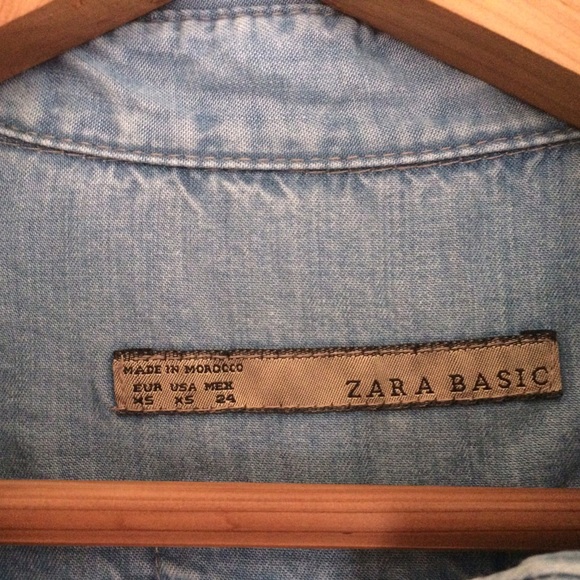 MADE IN MOROCCO
EUR USA MEX
XS XS 24
ZARA BASIC